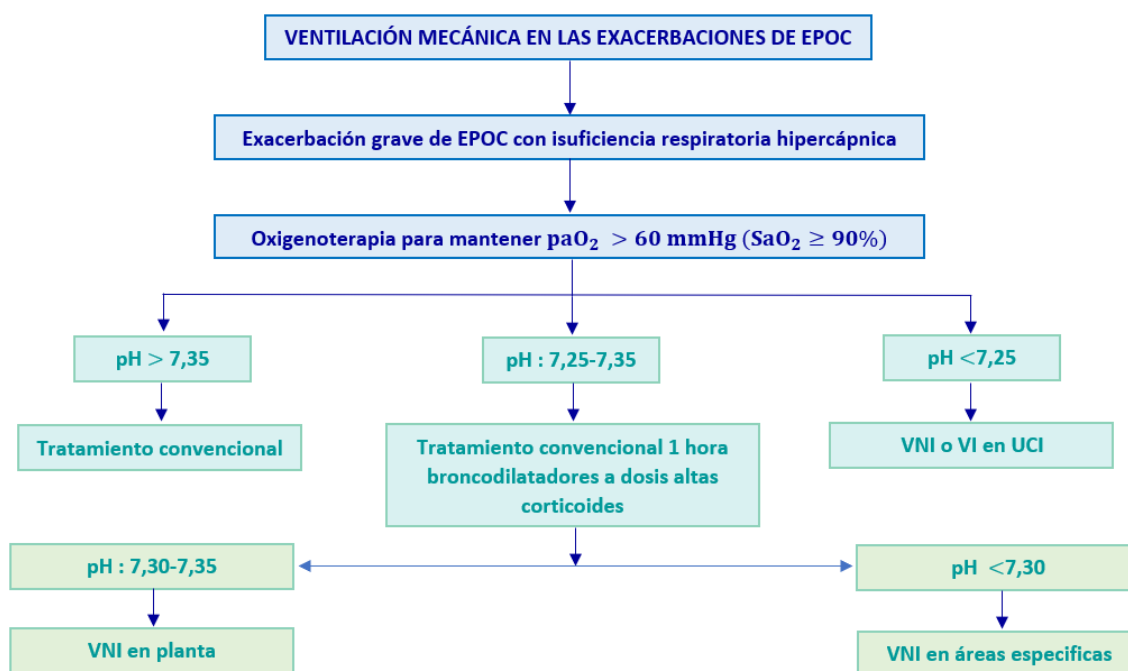 VENTILACIÓN MECÁNICA EN LAS EXACERBACIONES DE EPOC
Exacerbación grave de EPOC con isuficiencia respiratoria hipercápnica
Oxigenoterapia para mantener paO₂ > 60 mmHg (SaO₂ ≥ 90%)
pH > 7,35
pH : 7,25-7,35
pH <7,25
Tratamiento convencional
Tratamiento convencional 1 hora
broncodilatadores a dosis altas
corticoides
VNI o VI en UCI
pH : 7,30-7,35
pH <7,30
VNI en planta
VNI en áreas especificas